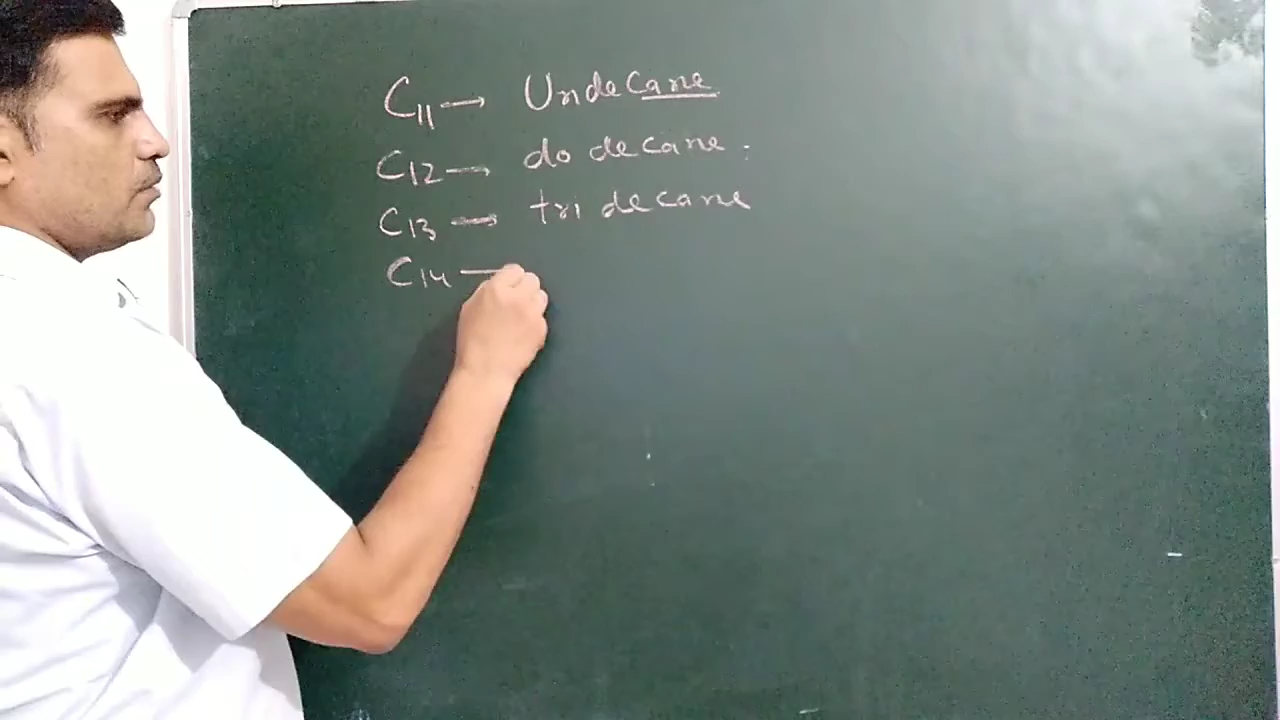 C11 → Undecane
C12 → do decane .
C13 → tri decane
C14 —